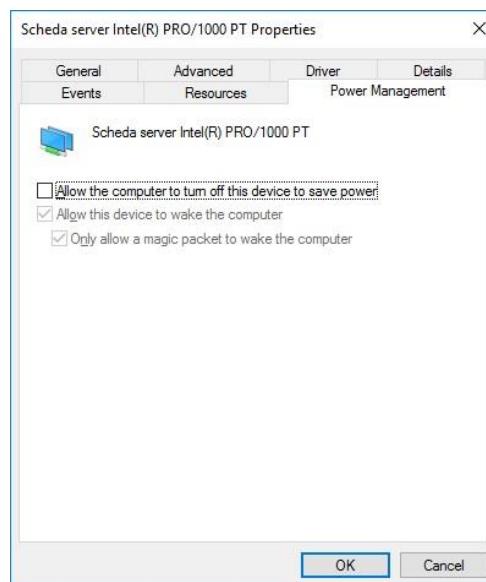 Scheda server Intel(R) PRO/1000 PT Properties
General Advanced Driver Details
Events Resources Power Management
Scheda server Intel(R) PRO/1000 PT
Allow the computer to turn off this device to save power
Allow this device to wake the computer
Only allow a magic packet to wake the computer
OK Cancel